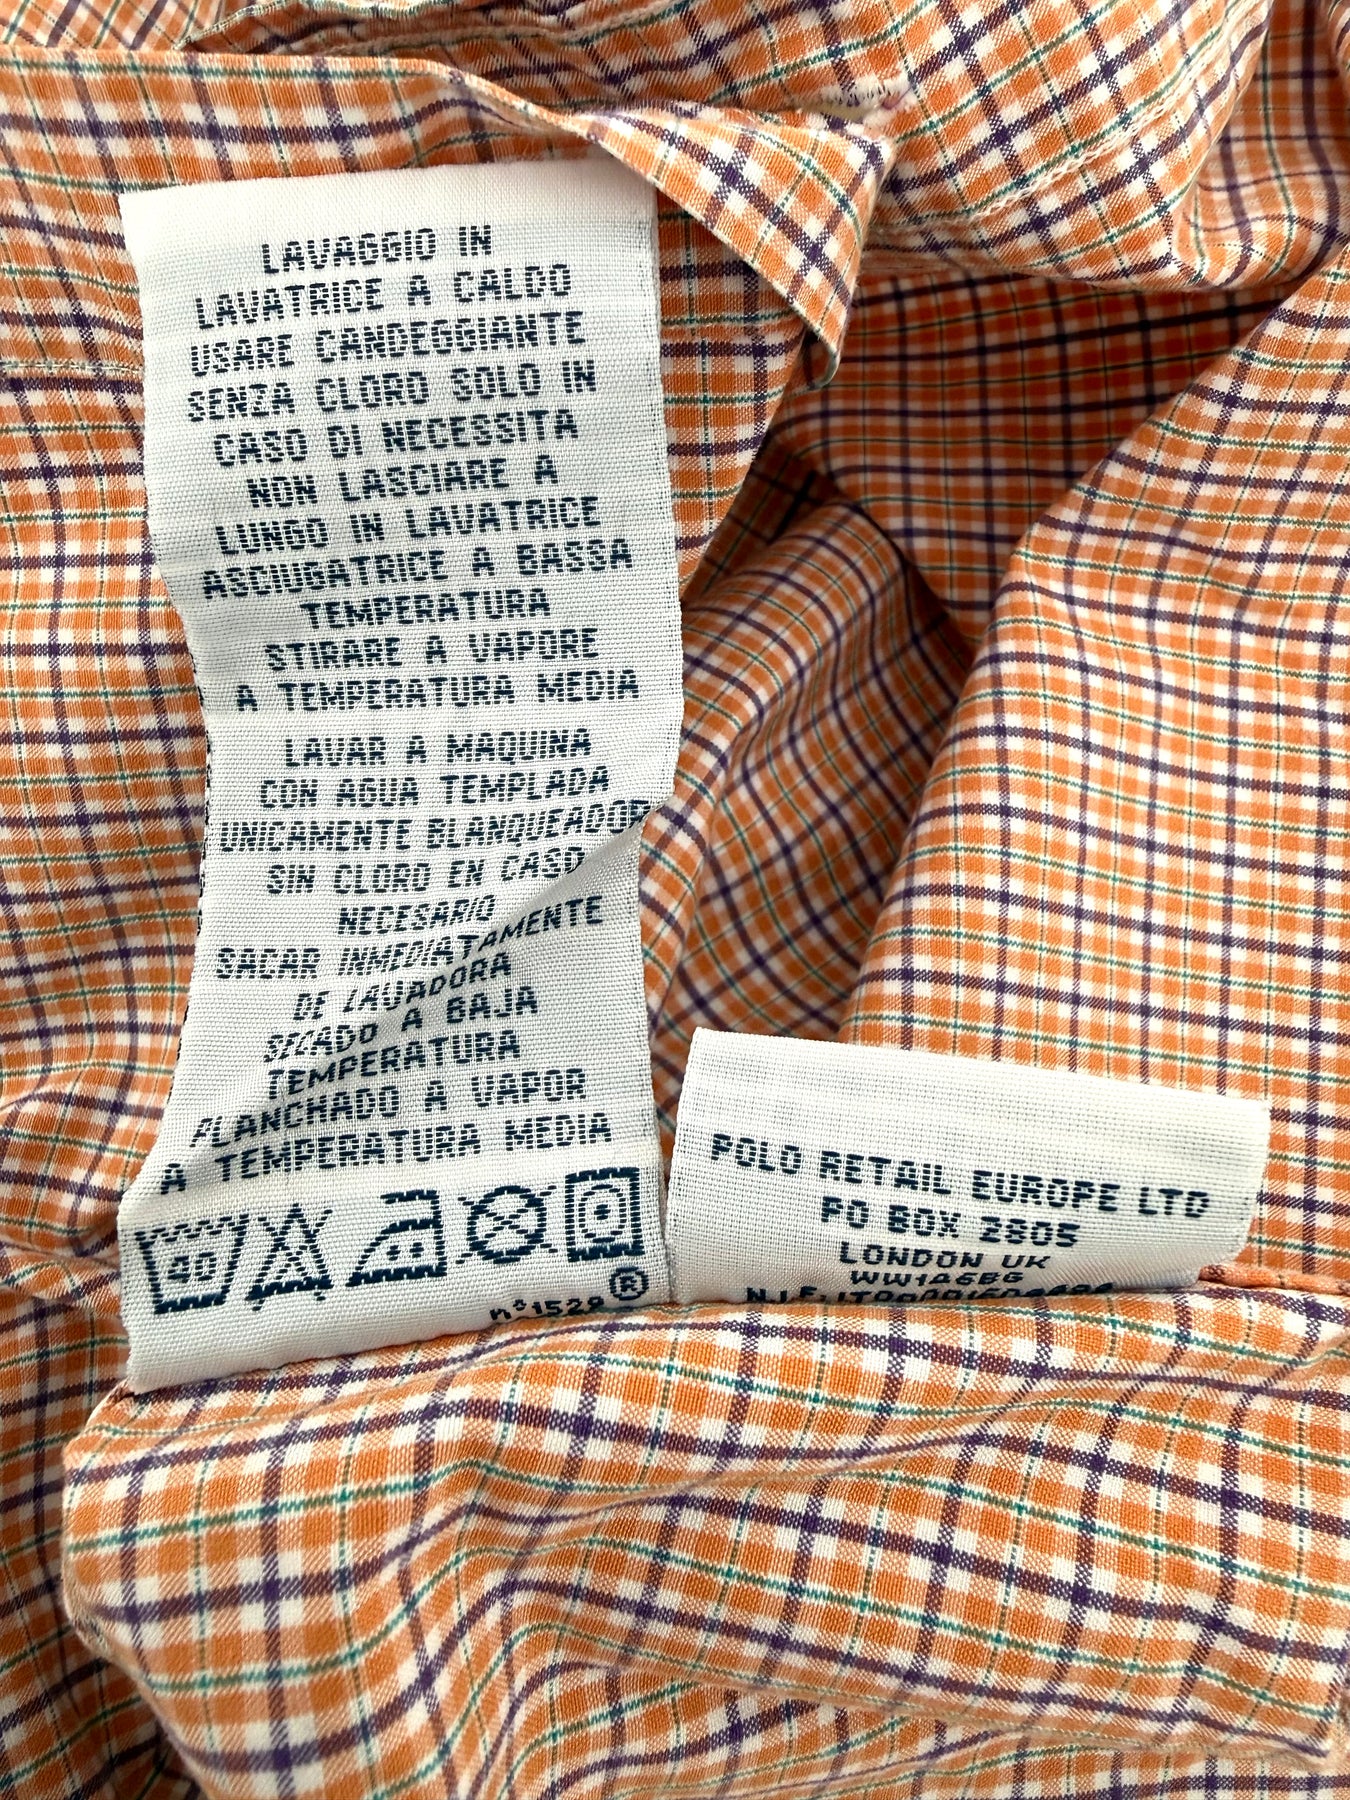 LAVAGGIO IN
LAVATRICE A CALDO
USARE CANDEGGIANTE
SENZA CLORO SOLO IN
CASO DI NECESSITA
NON LASCIARE A
LUNGO IN LAVATRICE
ASCIUGATRICE A BASSA
TEMPERATURA
STIRARE A VAPORE
A TEMPERATURA MEDIA
LAVAR A MAQUINA
CON AGUA TEMPLADA
UNICAMENTE BLANQUEADOR
SIN CLORO EN CASO
NECESARIO
SACAR INMEDIATAMENTE
DE LAVADORA
SECADO A BAJA
TEMPERATURA
PLANCHADO A VAPOR
A TEMPERATURA MEDIA
40
®
POLO RETAIL EUROPE LTD
PO BOX 2805
LONDON UK
WW1A6BG